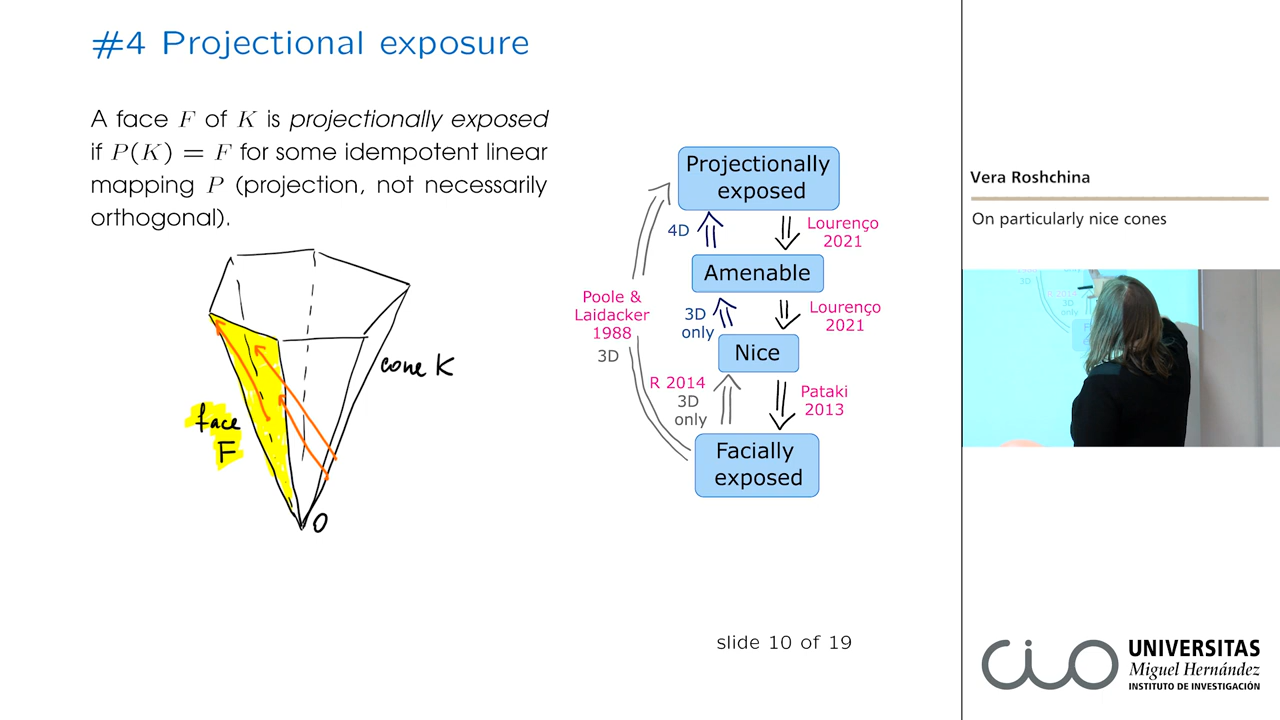 #4 Projectional exposure
A face F of K is projectionally exposed
if P(K) = F for some idempotent linear
mapping P (projection, not necessarily
orthogonal).
cone K
face
F
O
Projectionally
exposed
4D
Lourenço
2021
Amenable
Poole &
Laidacker
1988
3D
3D
only
Lourenço
2021
Nice
R 2014
3D
only
Pataki
2013
Facially
exposed
slide 10 of 19
Vera Roshchina
On particularly nice cones
cio
UNIVERSITAS
Miguel Hernández
INSTITUTO DE INVESTIGACIÓN